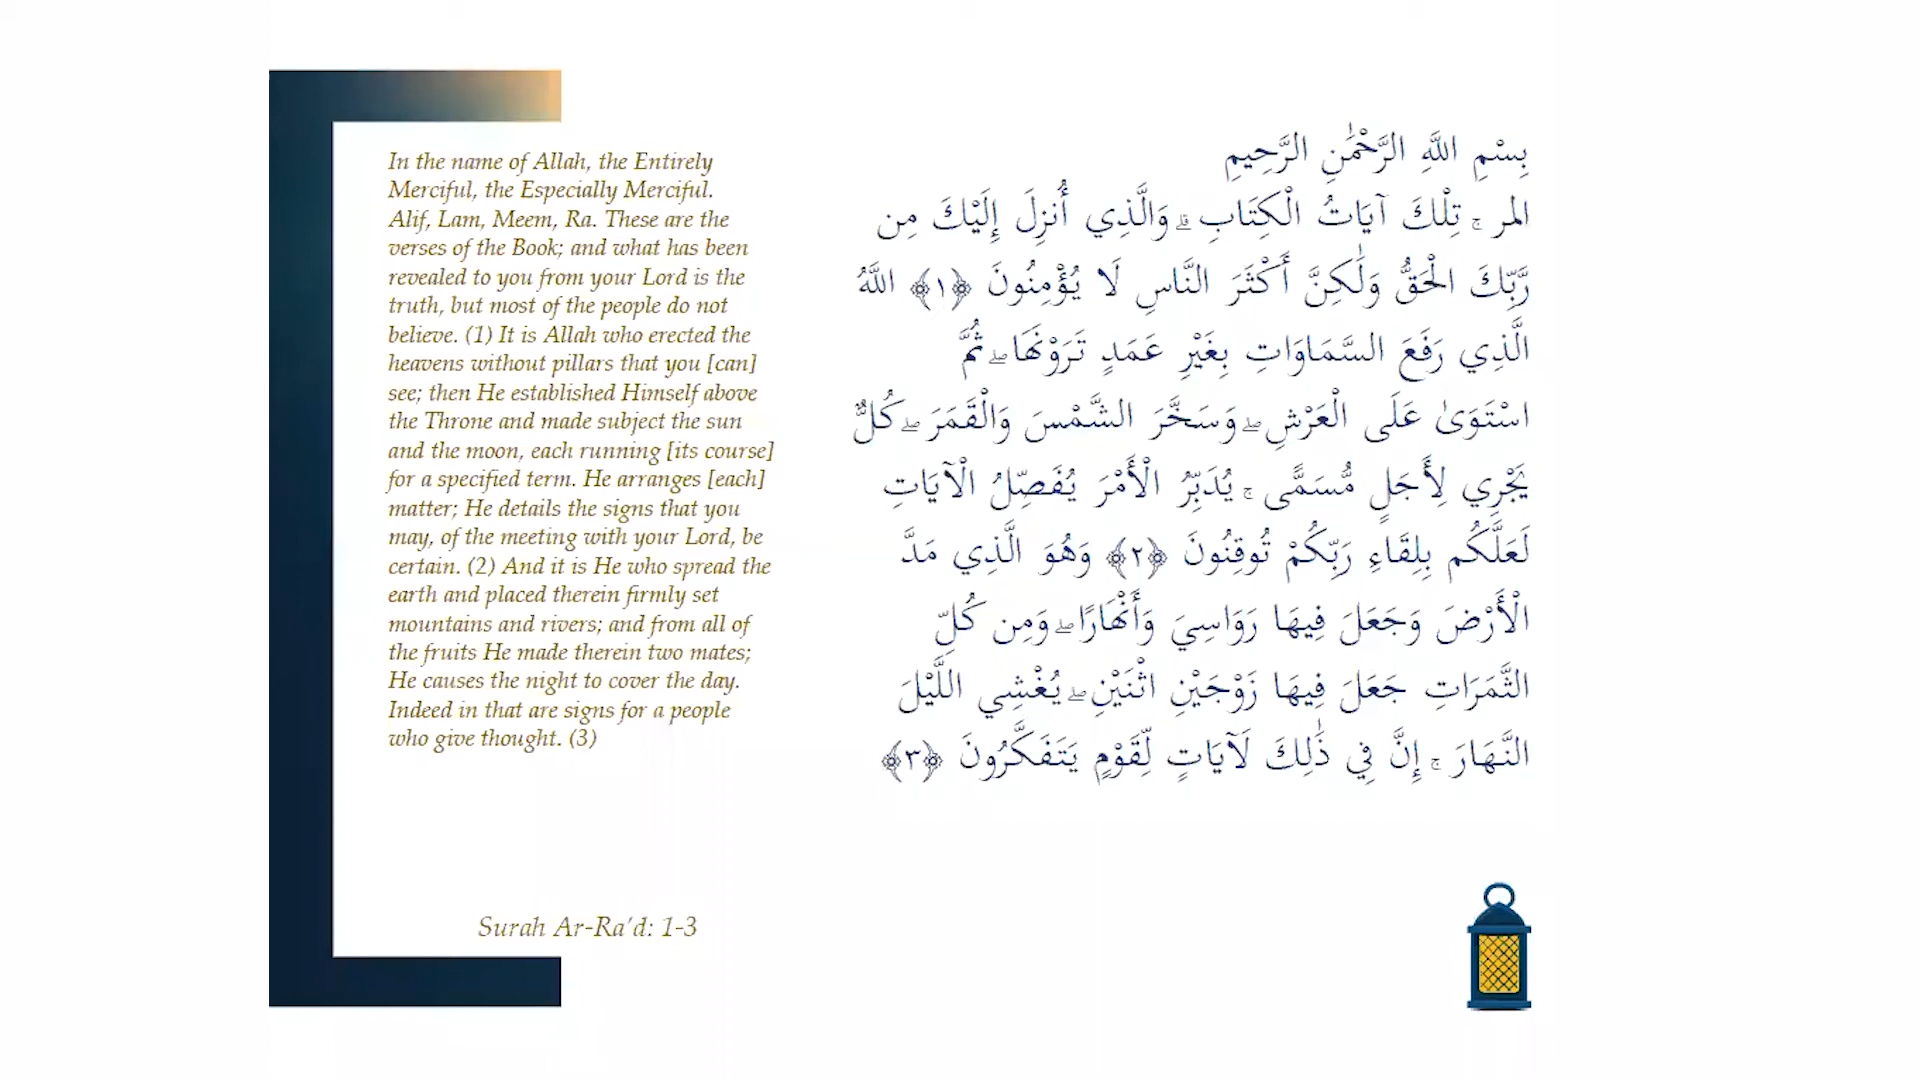 In the name of Allah, the Entirely
Merciful, the Especially Merciful.
Alif, Lam, Meem, Ra. These are the
verses of the Book; and what has been
revealed to you from your Lord is the
truth, but most of the people do not
believe. (1) It is Allah who erected the
heavens without pillars that you [can]
see; then He established Himself above
the Throne and made subject the sun
and the moon, each running [its course]
for a specified term. He arranges [each]
matter; He details the signs that you
may, of the meeting with your Lord, be
certain. (2) And it is He who spread the
earth and placed therein firmly set
mountains and rivers; and from all of
the fruits He made therein two mates;
He causes the night to cover the day.
Indeed in that are signs for a people
who give thought. (3)
Surah Ar-Ra’d: 1-3
بِسْمِ اللَّهِ الرَّحْمَٰنِ الرَّحِيمِ
المر ۚ تِلْكَ آيَاتُ الْكِتَابِ ۗ وَالَّذِي أُنزِلَ إِلَيْكَ مِن
رَّبِّكَ الْحَقُّ وَلَٰكِنَّ أَكْثَرَ النَّاسِ لَا يُؤْمِنُونَ ﴿١﴾ اللَّهُ
الَّذِي رَفَعَ السَّمَاوَاتِ بِغَيْرِ عَمَدٍ تَرَوْنَهَا ۖ ثُمَّ
اسْتَوَىٰ عَلَى الْعَرْشِ ۖ وَسَخَّرَ الشَّمْسَ وَالْقَمَرَ ۖ كُلٌّ
يَجْرِي لِأَجَلٍ مُّسَمًّى ۚ يُدَبِّرُ الْأَمْرَ يُفَصِّلُ الْآيَاتِ
لَعَلَّكُم بِلِقَاءِ رَبِّكُمْ تُوقِنُونَ ﴿٢﴾ وَهُوَ الَّذِي مَدَّ
الْأَرْضَ وَجَعَلَ فِيهَا رَوَاسِيَ وَأَنْهَارًا ۖ وَمِن كُلِّ
الثَّمَرَاتِ جَعَلَ فِيهَا زَوْجَيْنِ اثْنَيْنِ ۖ يُغْشِي اللَّيْلَ
النَّهَارَ ۚ إِنَّ فِي ذَٰلِكَ لَآيَاتٍ لِّقَوْمٍ يَتَفَكَّرُونَ ﴿٣﴾